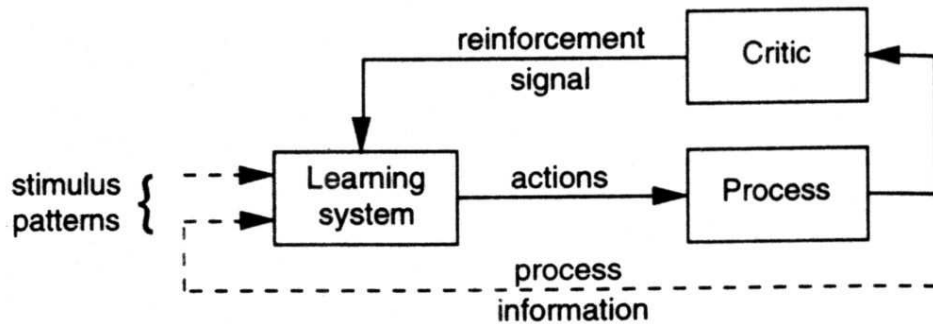 reinforcement
signal
Critic
stimulus
patterns
Learning
system
actions
Process
process
information